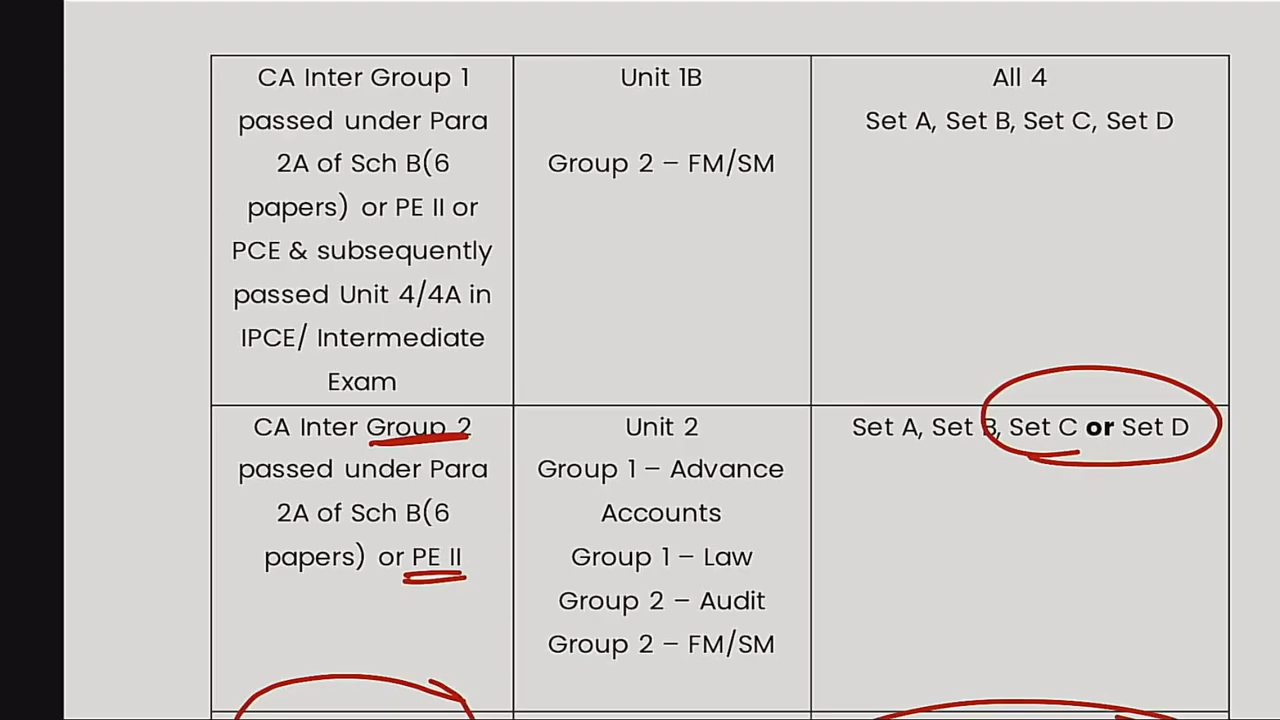 CA Inter Group 1
passed under Para
2A of Sch B(6
papers) or PE II or
PCE & subsequently
passed Unit 4/4A in
IPCE/ Intermediate
Exam
Unit 1B
Group 2 – FM/SM
All 4
Set A, Set B, Set C, Set D
CA Inter Group 2
passed under Para
2A of Sch B(6
papers) or PE II
Unit 2
Group 1 – Advance
Accounts
Group 1 – Law
Group 2 – Audit
Group 2 – FM/SM
Set A, Set B, Set C or Set D